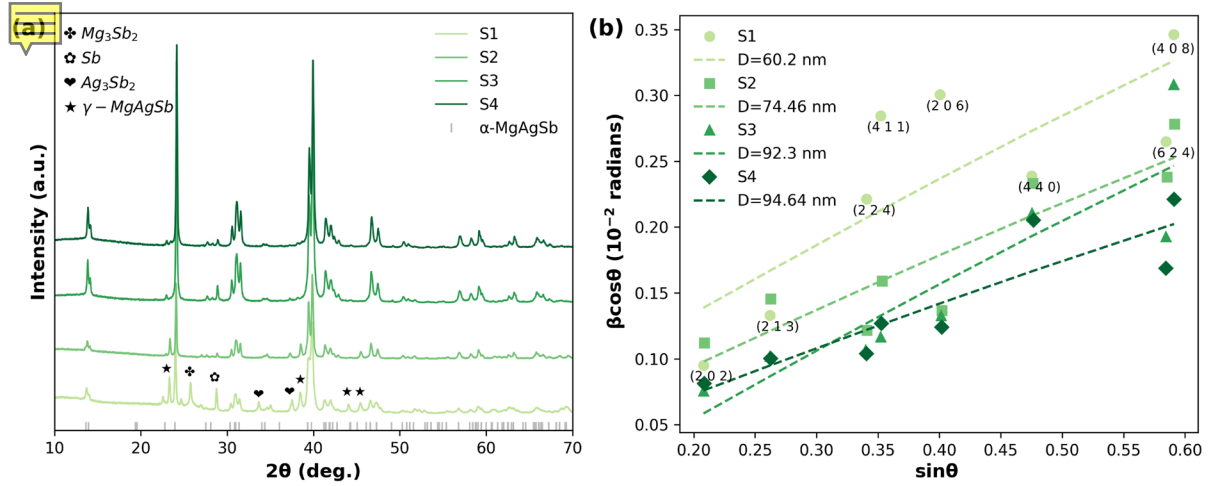 (a)
✤ Mg₃Sb₂
✿ Sb
❤ Ag₃Sb₂
★ γ − MgAgSb
S1
S2
S3
S4
α-MgAgSb
Intensity (a.u.)
10 20 30 40 50 60 70
2θ (deg.)
(b)
S1
D=60.2 nm
S2
D=74.46 nm
S3
D=92.3 nm
S4
D=94.64 nm
(4 0 8)
(2 0 6)
(4 1 1)
(6 2 4)
(4 4 0)
(2 2 4)
(2 1 3)
(2 0 2)
0.35
0.30
0.25
0.20
0.15
0.10
0.05
βcosθ (10⁻² radians)
0.20 0.25 0.30 0.35 0.40 0.45 0.50 0.55 0.60
sinθ